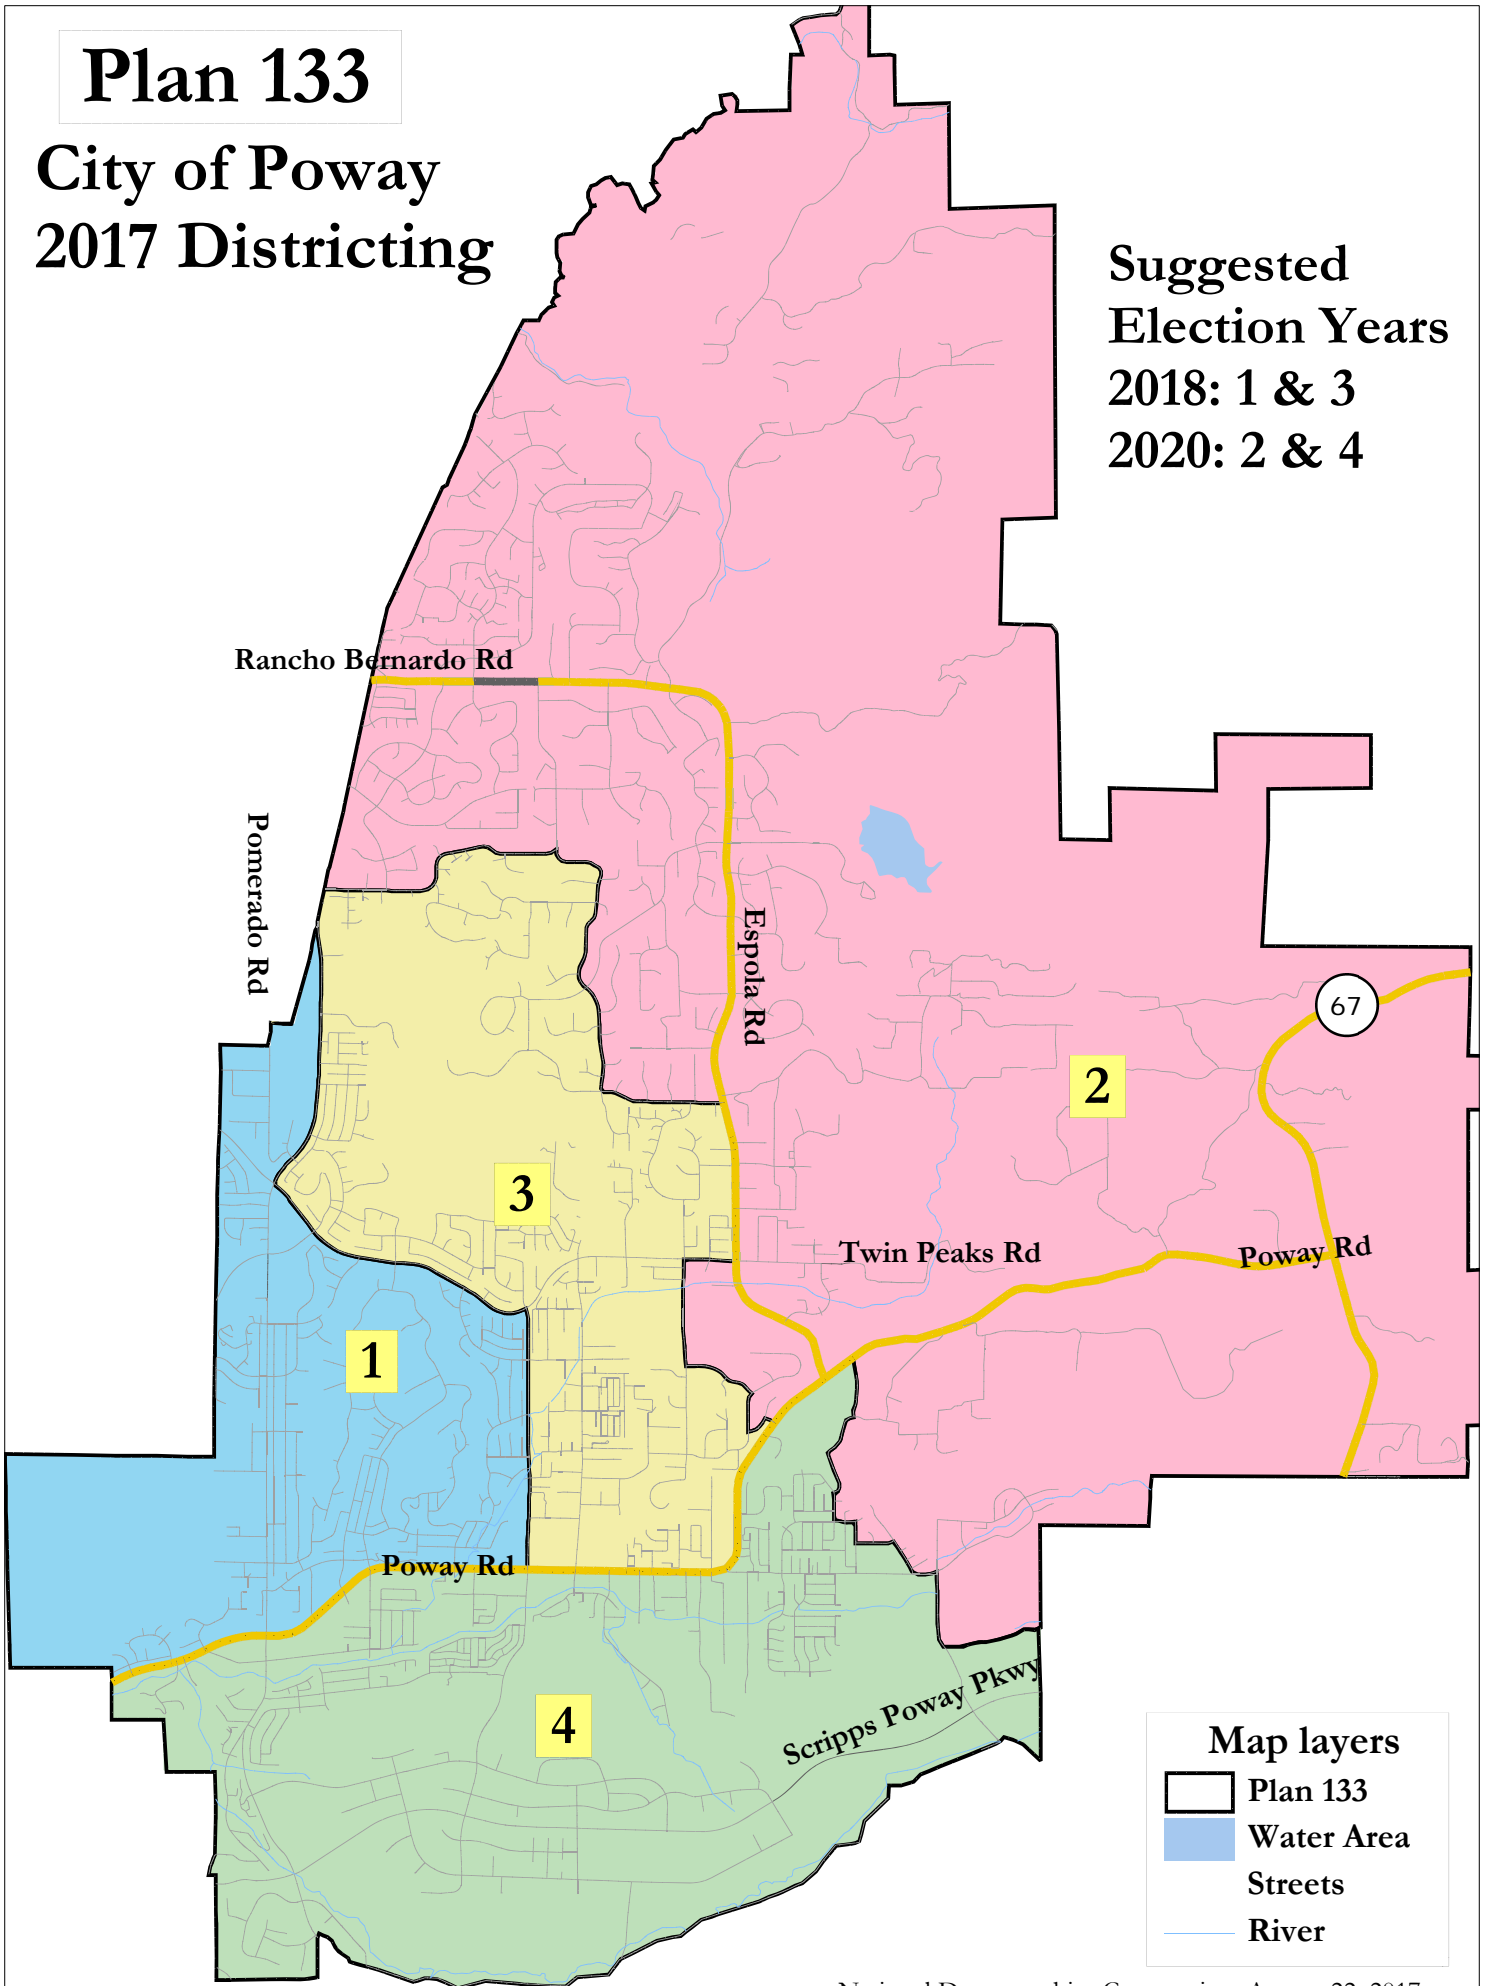 Plan 133
City of Poway
2017 Districting
Suggested
Election Years
2018: 1 & 3
2020: 2 & 4
Rancho Bernardo Rd
Pomerado Rd
Espola Rd
67
2
3
Twin Peaks Rd
Poway Rd
1
Poway Rd
4
Scripps Poway Pkwy
Map layers
Plan 133
Water Area
Streets
River